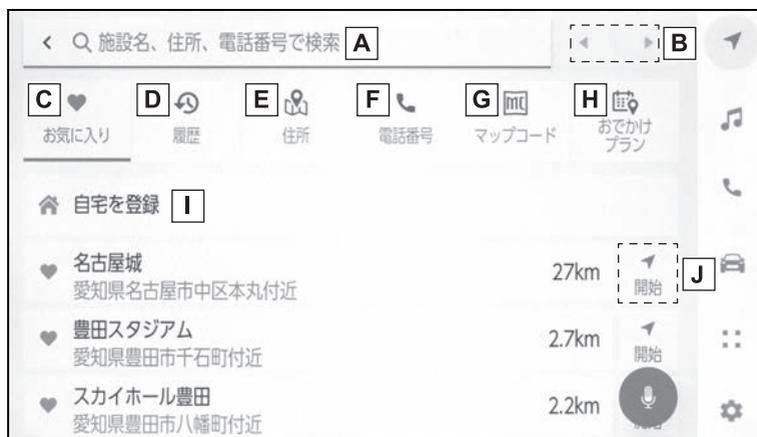 施設名、住所、電話番号で検索 A
B
C D E F G H
お気に入り 履歴 住所 電話番号 マップコード おでかけ
プラン
自宅を登録 I
名古屋城
愛知県名古屋市中区本丸付近
27km
開始
J
豊田スタジアム
愛知県豊田市千石町付近
2.7km
開始
スカイホール豊田
愛知県豊田市八幡町付近
2.2km